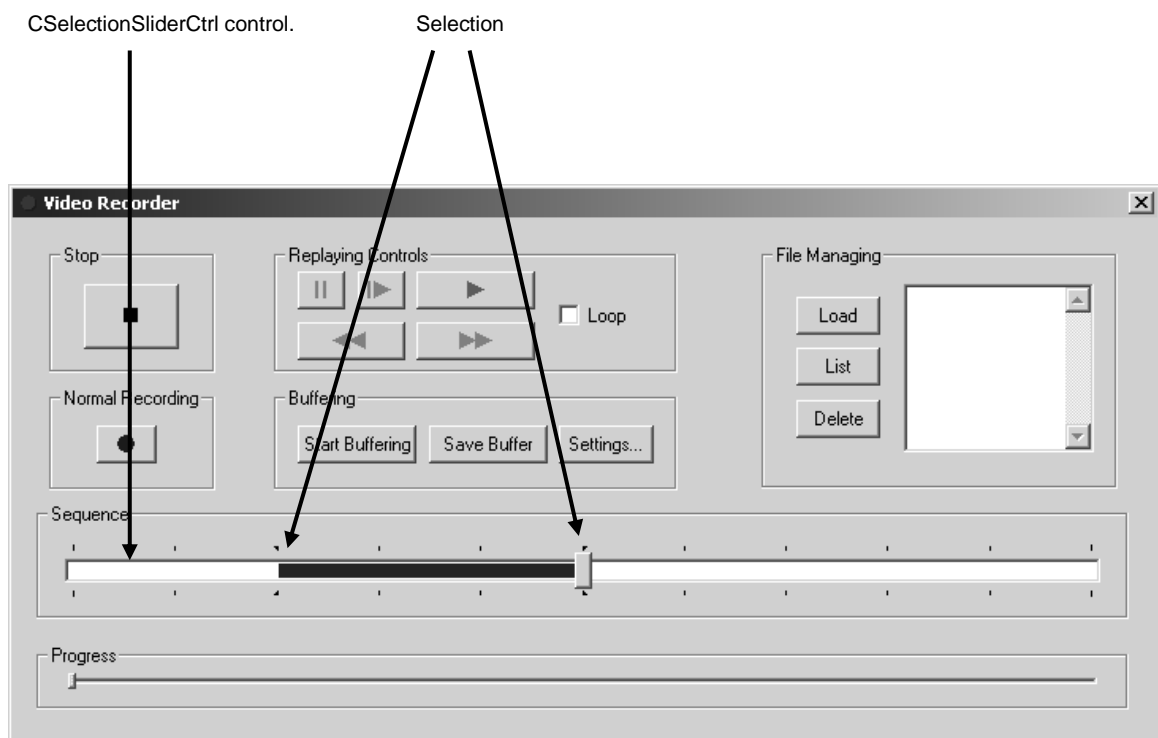 CSelectionSliderCtrl control.
Selection
Video Recorder
Stop
Replaying Controls
File Managing
Loop
Load
List
Delete
Normal Recording
Buffering
Start Buffering
Save Buffer
Settings...
Sequence
Progress